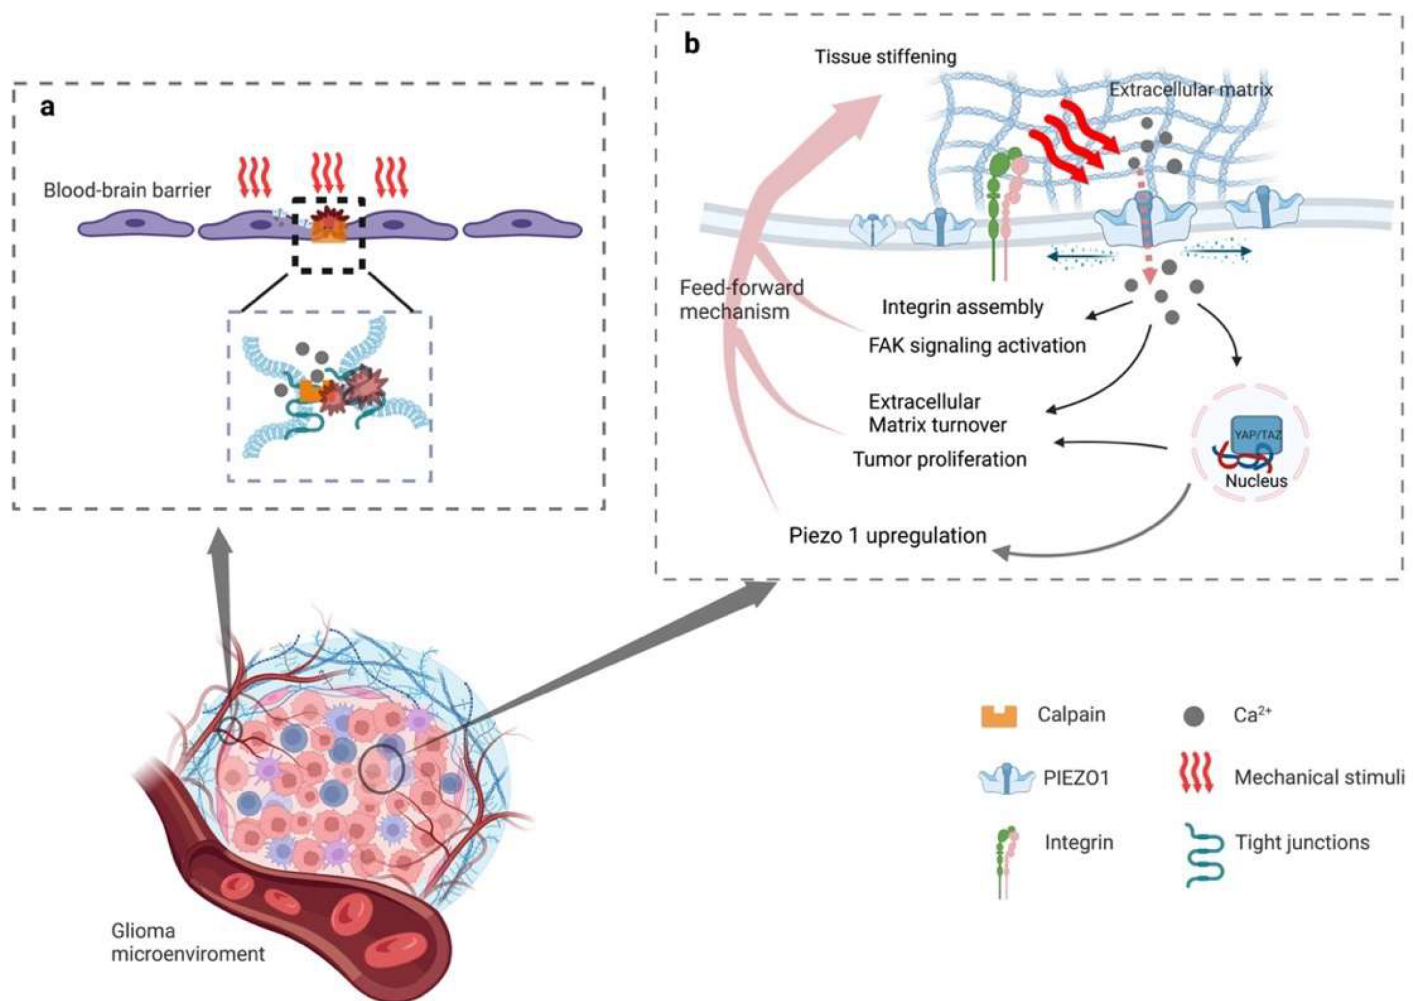 a
Blood-brain barrier
b
Tissue stiffening
Extracellular matrix
Feed-forward
mechanism
Integrin assembly
FAK signaling activation
Extracellular
Matrix turnover
Tumor proliferation
YAP/TAZ
Nucleus
Piezo 1 upregulation
Glioma
microenviroment
Calpain
Ca²⁺
PIEZO1
Mechanical stimuli
Integrin
Tight junctions